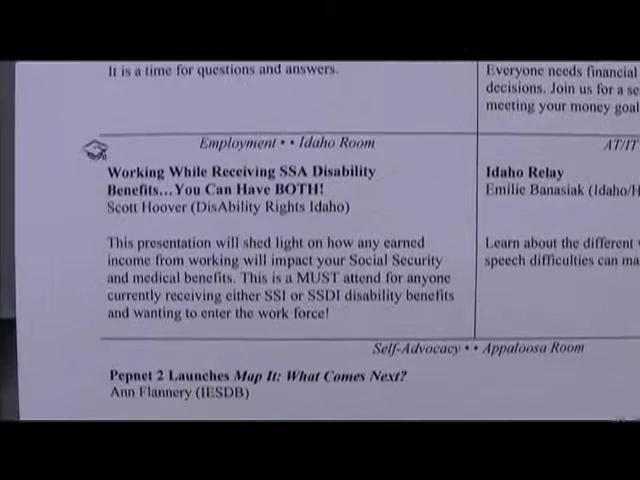 It is a time for questions and answers.
Everyone needs financial
decisions. Join us for a se
meeting your money goal
Employment • • Idaho Room
AT/IT
Working While Receiving SSA Disability
Benefits…You Can Have BOTH!
Scott Hoover (DisAbility Rights Idaho)
Idaho Relay
Emilie Banasiak (Idaho/H
This presentation will shed light on how any earned
income from working will impact your Social Security
and medical benefits. This is a MUST attend for anyone
currently receiving either SSI or SSDI disability benefits
and wanting to enter the work force!
Learn about the different
speech difficulties can ma
Self-Advocacy • • Appaloosa Room
Pepnet 2 Launches Map It: What Comes Next?
Ann Flannery (IESDB)